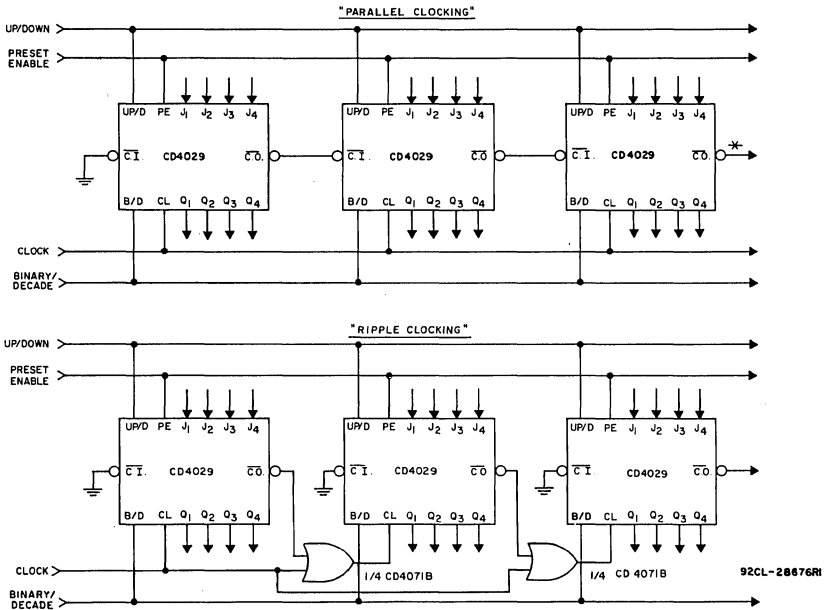 "PARALLEL CLOCKING"
UP/DOWN
PRESET ENABLE
UP/D PE J1 J2 J3 J4
UP/D PE J1 J2 J3 J4
UP/D PE J1 J2 J3 J4
C.I. CD4029 C.O.
C.I. CD4029 C.O
C.I. CD4029 C.O.
*
B/D CL Q1 Q2 Q3 Q4
B/D CL Q1 Q2 Q3 Q4
B/D CL Q1 Q2 Q3 Q4
CLOCK
BINARY/
DECADE
"RIPPLE CLOCKING"
UP/DOWN
PRESET
ENABLE
UP/D PE J1 J2 J3 J4
UP/D PE J1 J2 J3 J4
UP/D PE J1 J2 J3 J4
C.I. CD4029 C.O.
C.I. CD4029 C.O
C.I. CD4029 C.O.
B/D CL Q1 Q2 Q3 Q4
B/D CL Q1 Q2 Q3 Q4
B/D CL Q1 Q2 Q3 Q4
CLOCK
1/4 CD4071B
1/4 CD 4071B
92CL-28676R1
BINARY/
DECADE